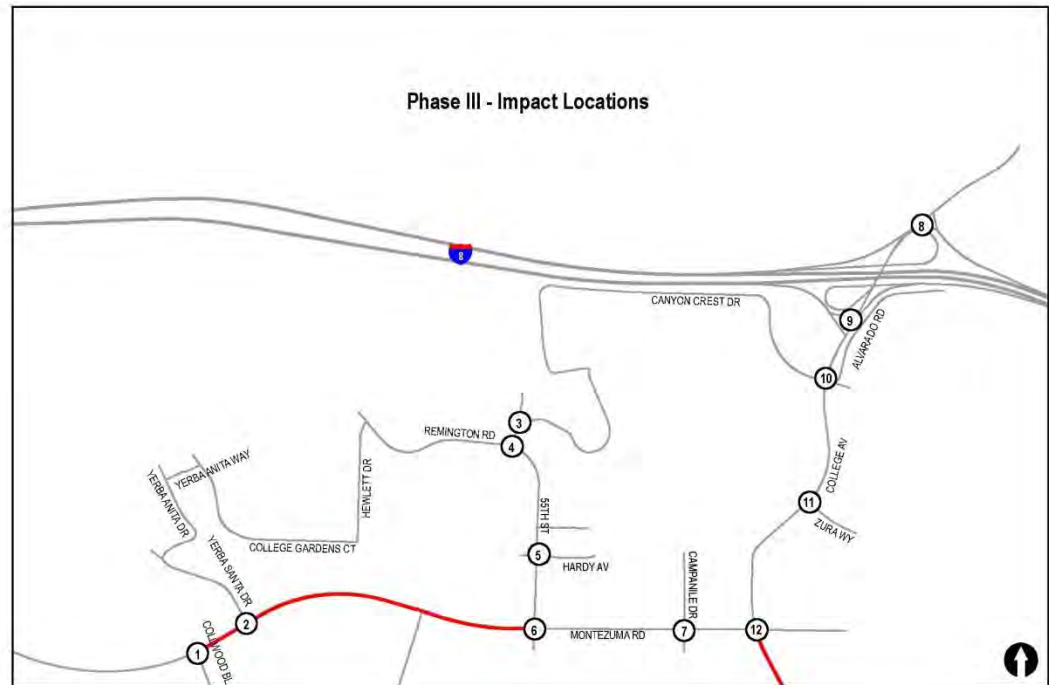 Phase III - Impact Locations
8
8
CANYON CREST DR
9
ALVARADO RD
10
3
REMINGTON RD
4
COLLEGE AV
YERBA ANITA WAY
HEWLETT DR
YERBA ANITA DR
55TH ST
11
ZURA WY
COLLEGE GARDENS CT
5
HARDY AV
YERBA SANTA DR
CAMPANILE DR
2
6
MONTEZUMA RD
7
12
1
COLLWOOD BL